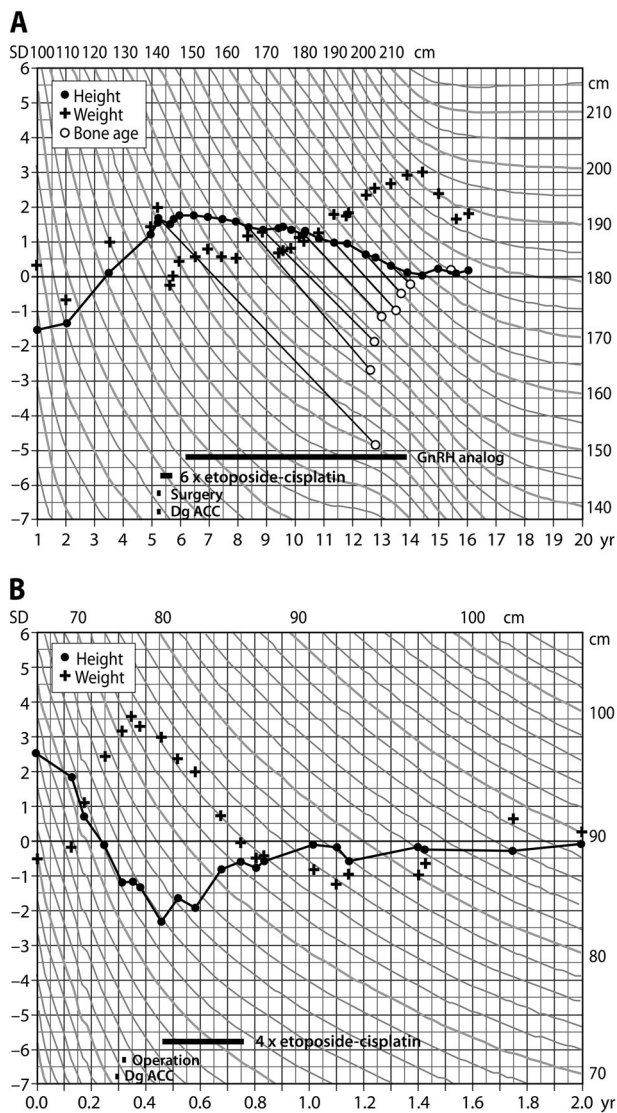 A
SD 100 110 120 130 140 150 160 170 180 190 200 210 cm
6
5
4
3
2
1
0
−1
−2
−3
−4
−5
−6
−7
Height
Weight
Bone age
cm
210
200
190
180
170
160
150
140
GnRH analog
6 x etoposide-cisplatin
Surgery
Dg ACC
1 2 3 4 5 6 7 8 9 10 11 12 13 14 15 16 17 18 19 20 yr
B
SD 70 80 90 100 cm
6
5
4
3
2
1
0
−1
−2
−3
−4
−5
−6
−7
Height
Weight
cm
100
90
80
70
4 x etoposide-cisplatin
Operation
Dg ACC
0.0 0.2 0.4 0.6 0.8 1.0 1.2 1.4 1.6 1.8 2.0 yr